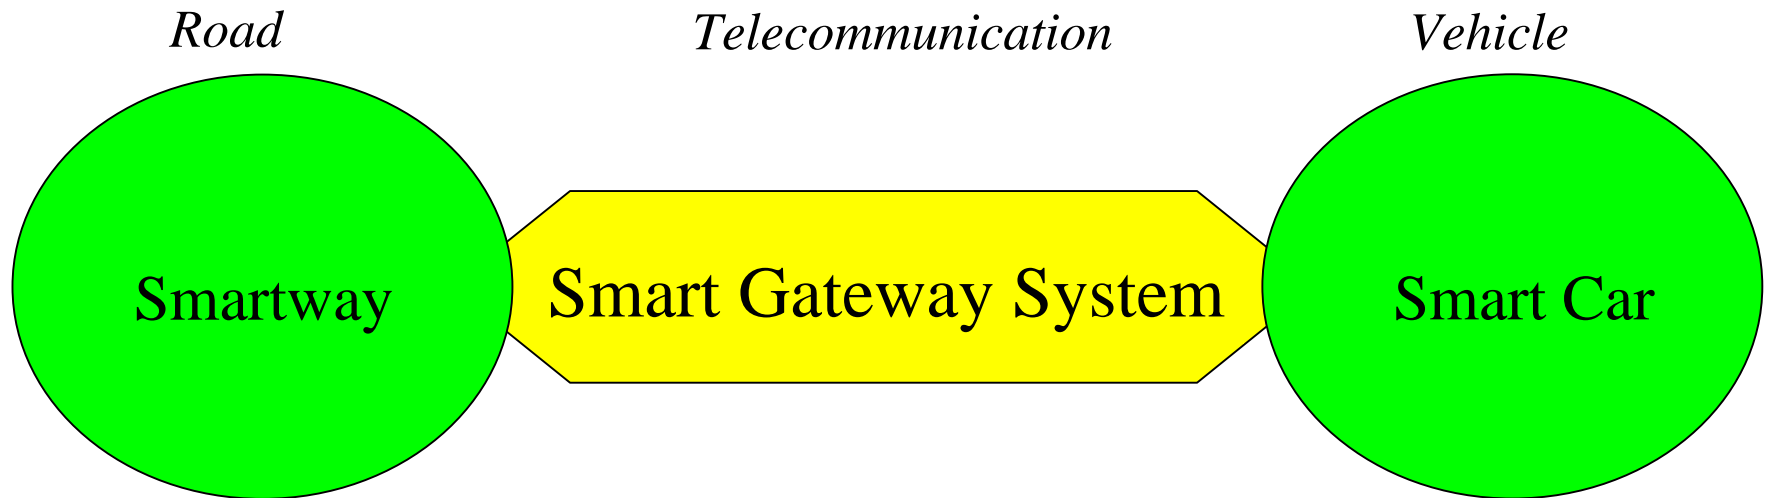 Road
Telecommunication
Vehicle
Smartway
Smart Gateway System
Smart Car